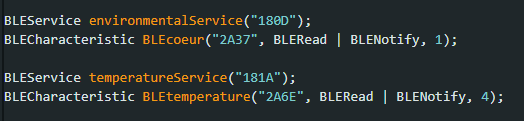 BLEService environmentalService("180D");
BLECharacteristic BLEcoeur("2A37", BLERead | BLENotify, 1);
BLEService temperatureService("181A");
BLECharacteristic BLEtemperature("2A6E", BLERead | BLENotify, 4);